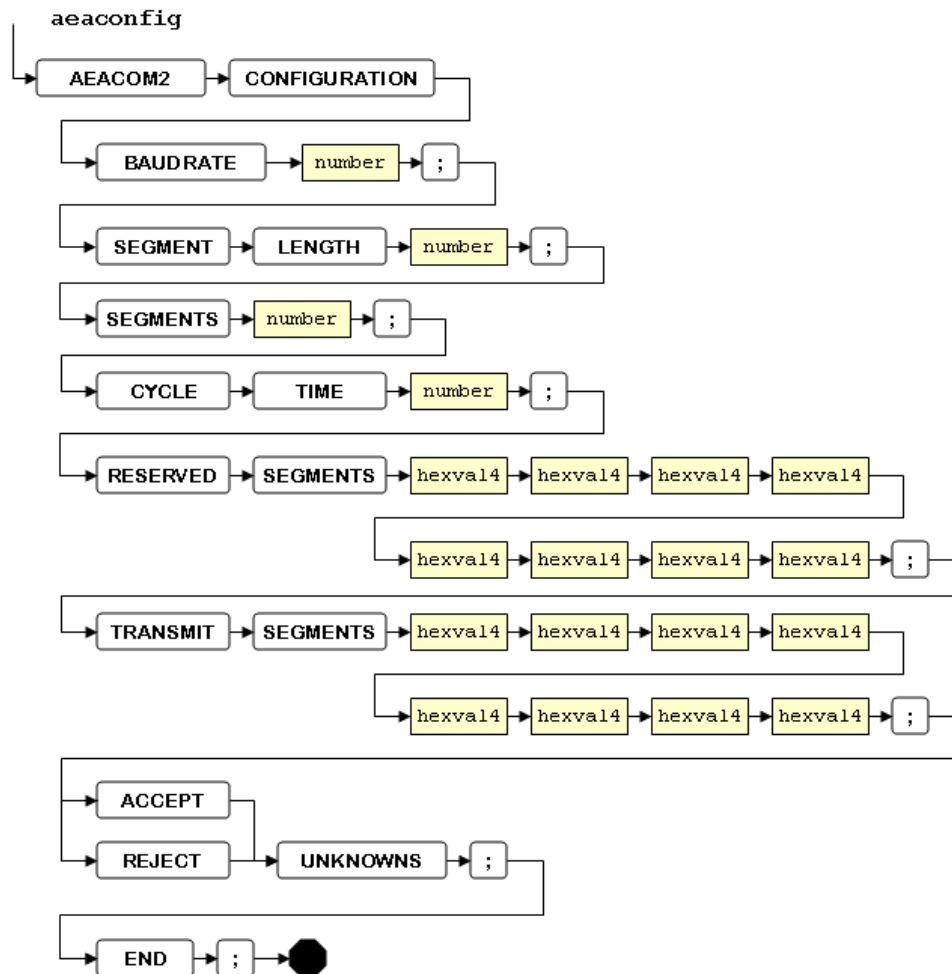 aeaconfig
AEACOM2 CONFIGURATION
BAUDRATE number ;
SEGMENT LENGTH number ;
SEGMENTS number ;
CYCLE TIME number ;
RESERVED SEGMENTS hexval4 hexval4 hexval4 hexval4
hexval4 hexval4 hexval4 hexval4 ;
TRANSMIT SEGMENTS hexval4 hexval4 hexval4 hexval4
hexval4 hexval4 hexval4 hexval4 ;
ACCEPT
REJECT UNKNOWNS ;
END ;